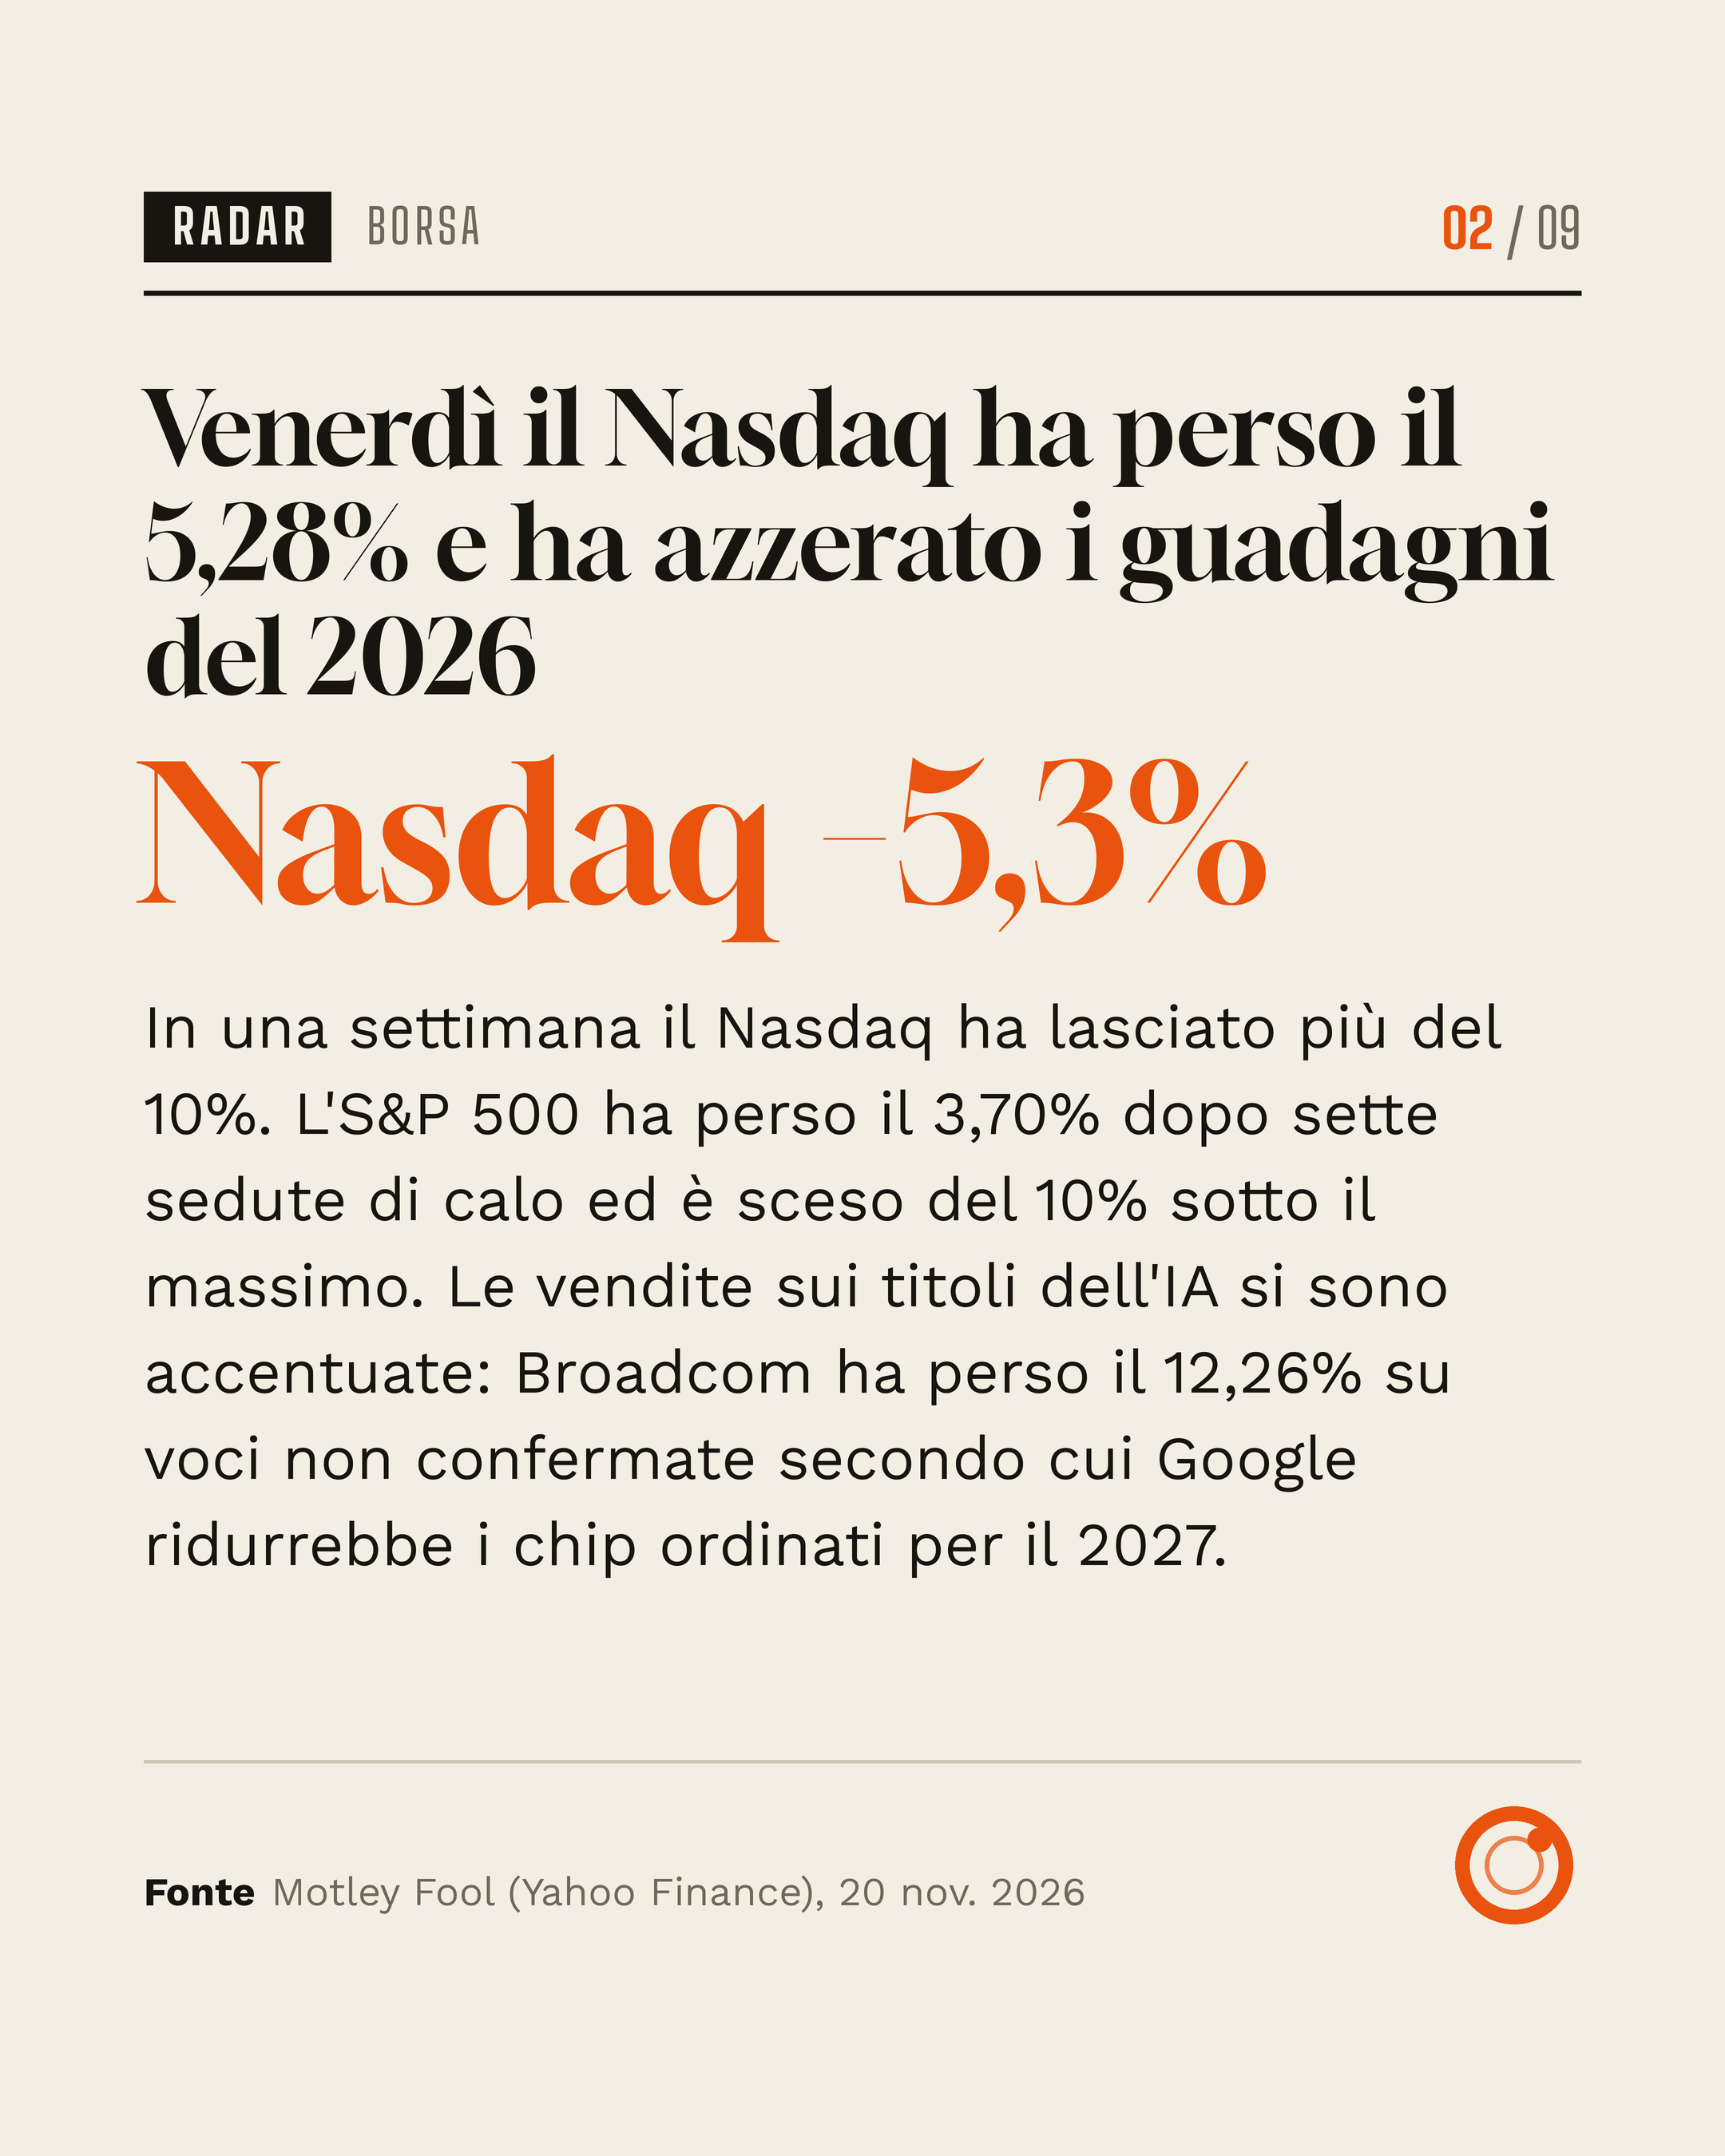 RADAR BORSA 02 / 09
Venerdì il Nasdaq ha perso il
5,28% e ha azzerato i guadagni
del 2026
Nasdaq −5,3%
In una settimana il Nasdaq ha lasciato più del
10%. L'S&P 500 ha perso il 3,70% dopo sette
sedute di calo ed è sceso del 10% sotto il
massimo. Le vendite sui titoli dell'IA si sono
accentuate: Broadcom ha perso il 12,26% su
voci non confermate secondo cui Google
ridurrebbe i chip ordinati per il 2027.
Fonte Motley Fool (Yahoo Finance), 20 nov. 2026